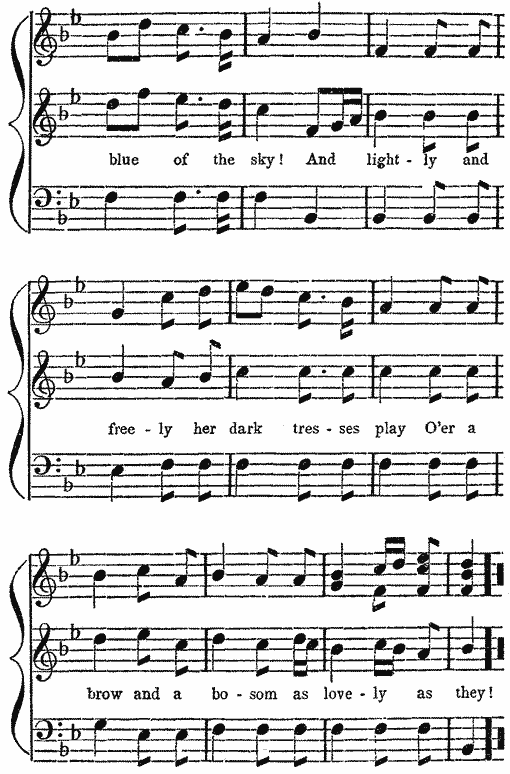 blue of the sky! And light - ly and
free - ly her dark tres - ses play O'er a
brow and a bo - som as love - ly as they!